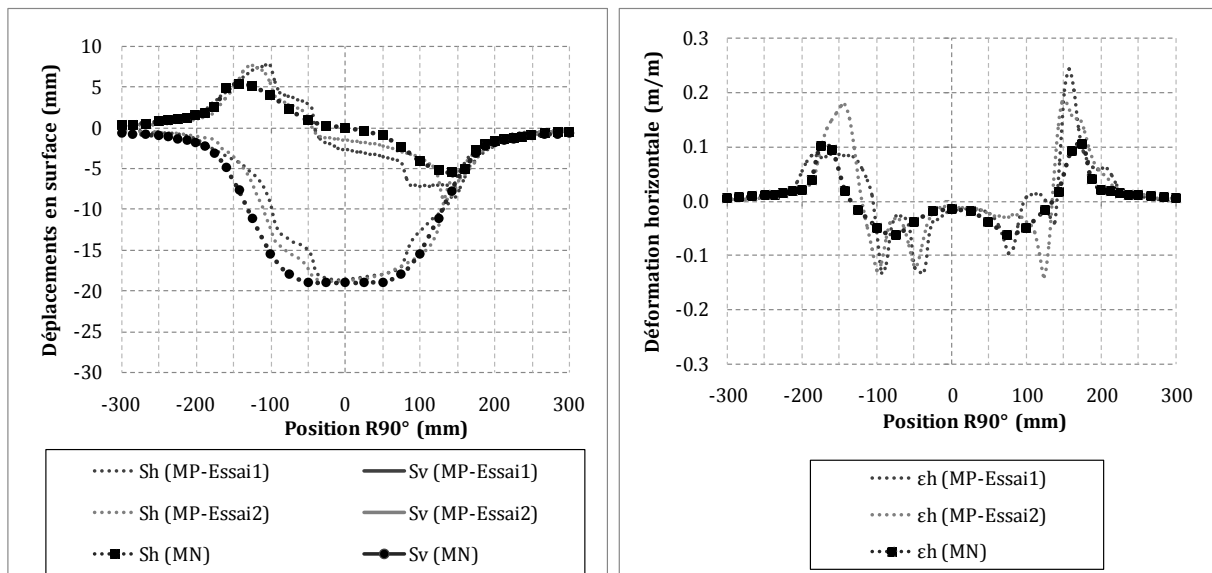 Déplacements en surface (mm)
10
5
0
-5
-10
-15
-20
-25
-30
-300 -200 -100 0 100 200 300
Position R90° (mm)
Sh (MP-Essai1) Sv (MP-Essai1)
Sh (MP-Essai2) Sv (MP-Essai2)
Sh (MN) Sv (MN)
Déformation horizontale (m/m)
0.3
0.2
0.1
0.0
-0.1
-0.2
-0.3
-300 -200 -100 0 100 200 300
Position R90° (mm)
εh (MP-Essai1)
εh (MP-Essai2)
εh (MN)